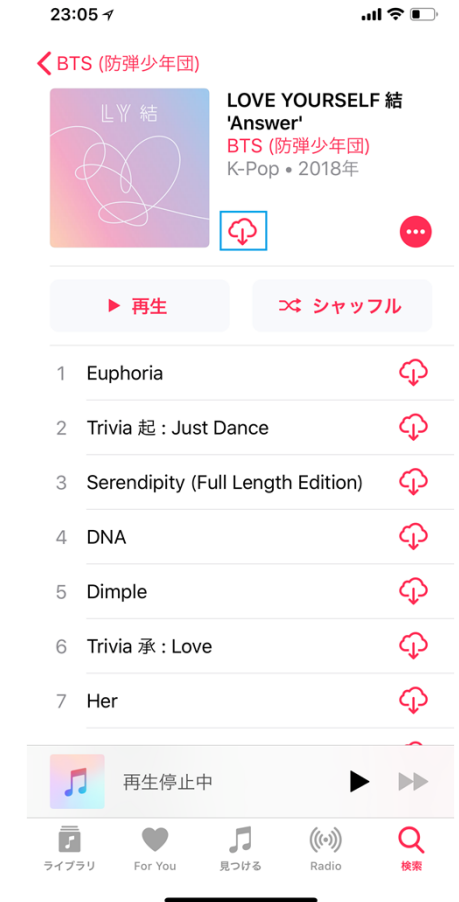 23:05
BTS (防弾少年団)
LY 結
LOVE YOURSELF 結
'Answer'
BTS (防弾少年団)
K-Pop • 2018年
再生
シャッフル
1 Euphoria
2 Trivia 起 : Just Dance
3 Serendipity (Full Length Edition)
4 DNA
5 Dimple
6 Trivia 承 : Love
7 Her
再生停止中
ライブラリ For You 見つける Radio 検索